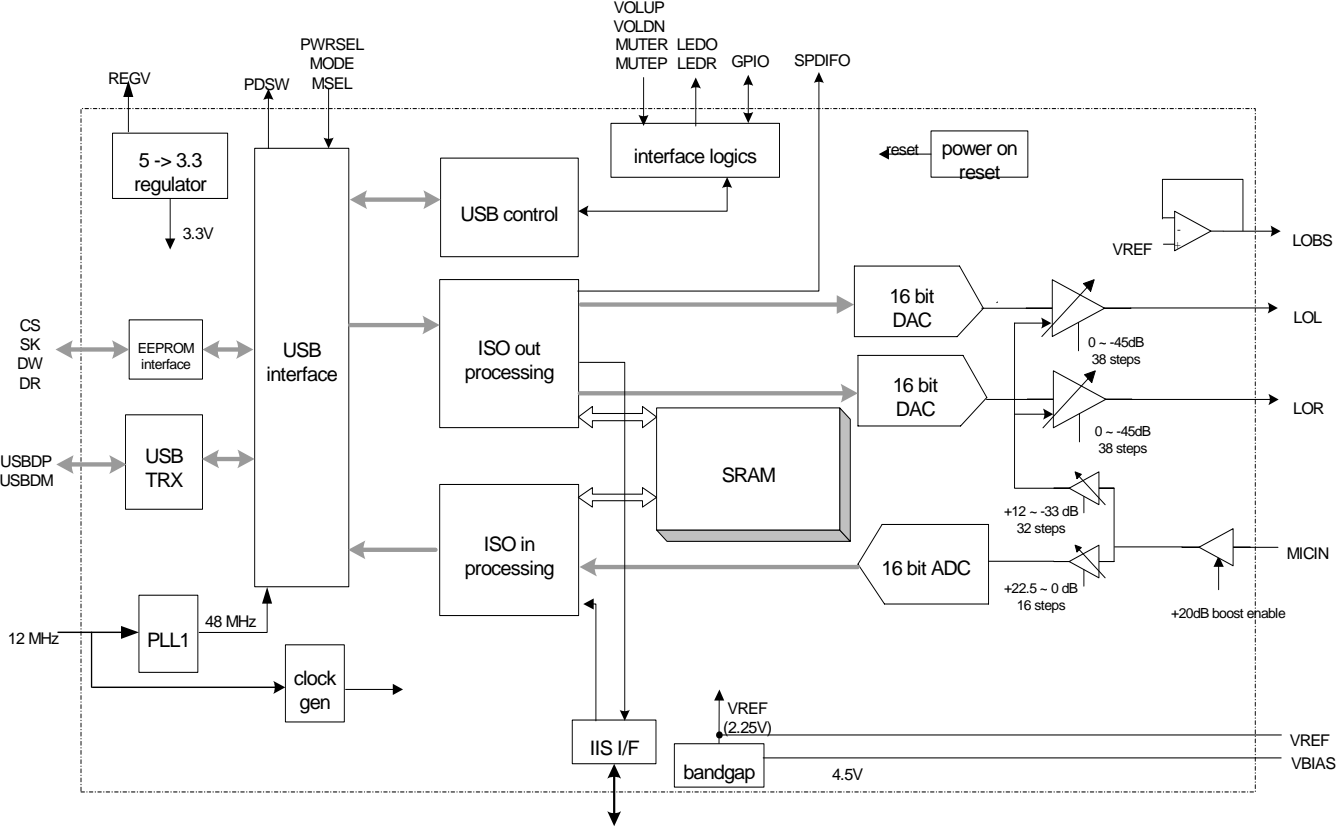 VOLUP
VOLDN
MUTER
MUTEP
LEDO
LEDR
GPIO
SPDIFO
PWRSEL
MODE
MSEL
REGV
PDSW
5 -> 3.3
regulator
3.3V
interface logics
reset
power on
reset
USB control
VREF
-
+
LOBS
16 bit
DAC
LOL
0 ~ -45dB
38 steps
CS
SK
DW
DR
EEPROM
interface
USB
interface
ISO out
processing
16 bit
DAC
LOR
0 ~ -45dB
38 steps
USBDP
USBDM
USB
TRX
SRAM
+12 ~ -33 dB
32 steps
ISO in
processing
16 bit ADC
+22.5 ~ 0 dB
16 steps
MICIN
+20dB boost enable
12 MHz
PLL1
48 MHz
clock
gen
IIS I/F
VREF
(2.25V)
bandgap
4.5V
VREF
VBIAS